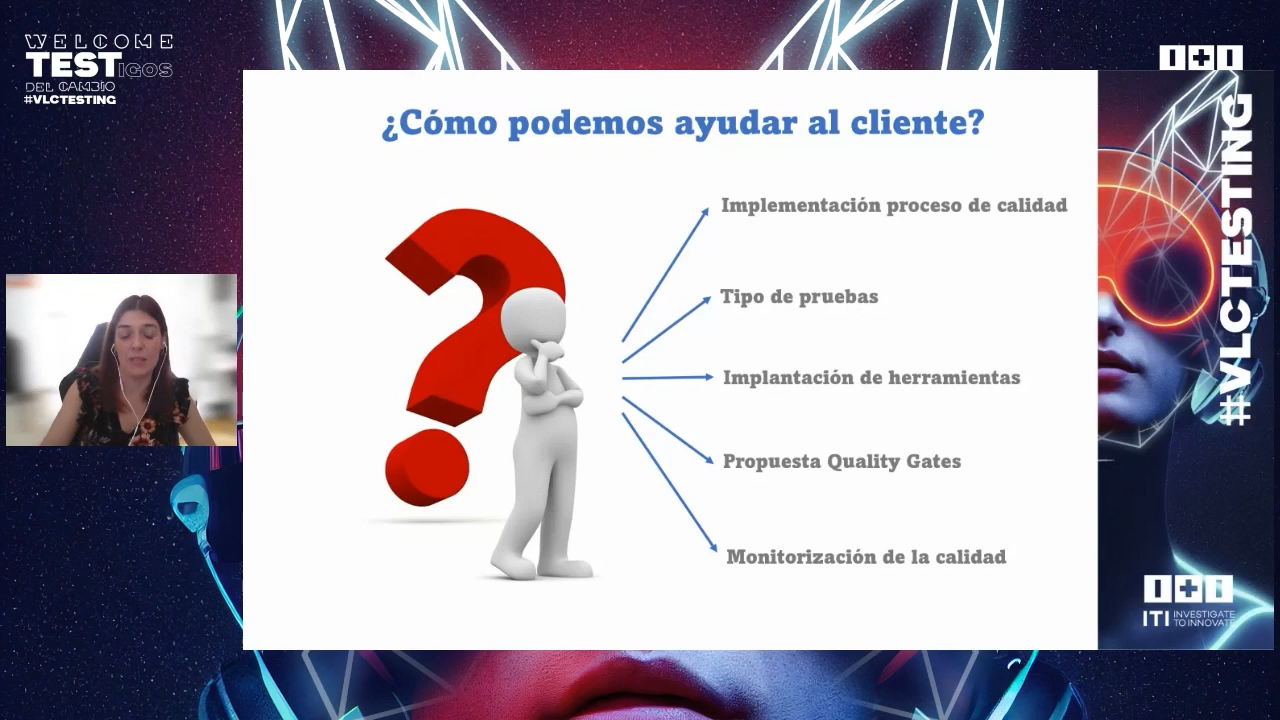 WELCOME
TESTIGOS
DEL CAMBIO
#VLCTESTING
¿Cómo podemos ayudar al cliente?
Implementación proceso de calidad
Tipo de pruebas
Implantación de herramientas
Propuesta Quality Gates
Monitorización de la calidad
#VLCTESTING
ITI
INVESTIGATE
TO INNOVATE